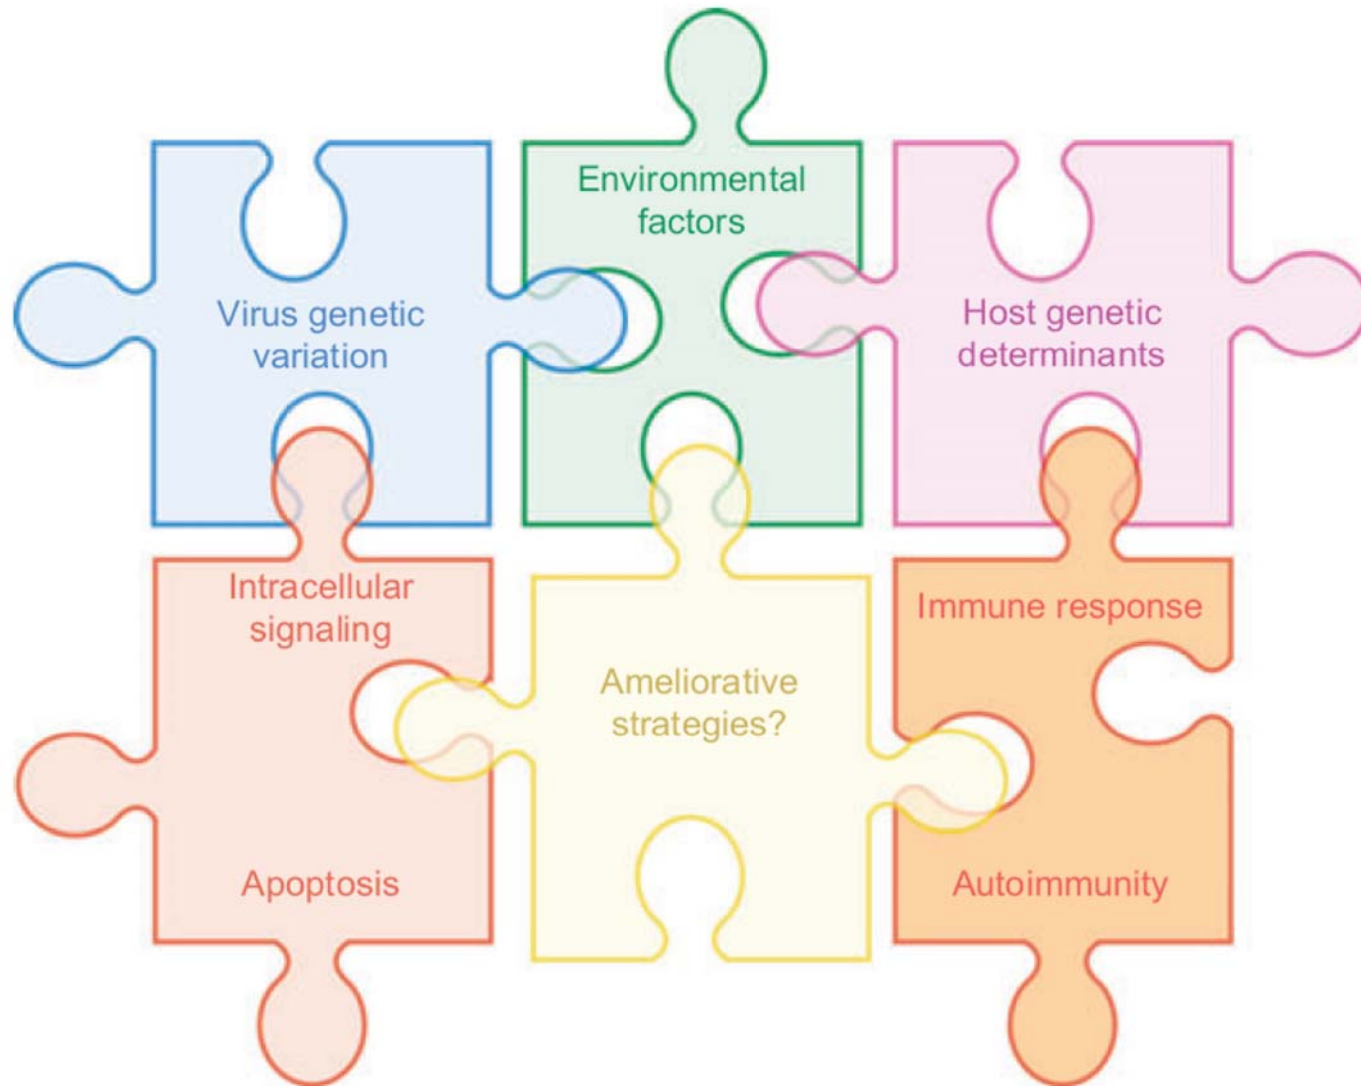 Environmental
factors
Virus genetic
variation
Host genetic
determinants
Intracellular
signaling
Apoptosis
Ameliorative
strategies?
Immune response
Autoimmunity